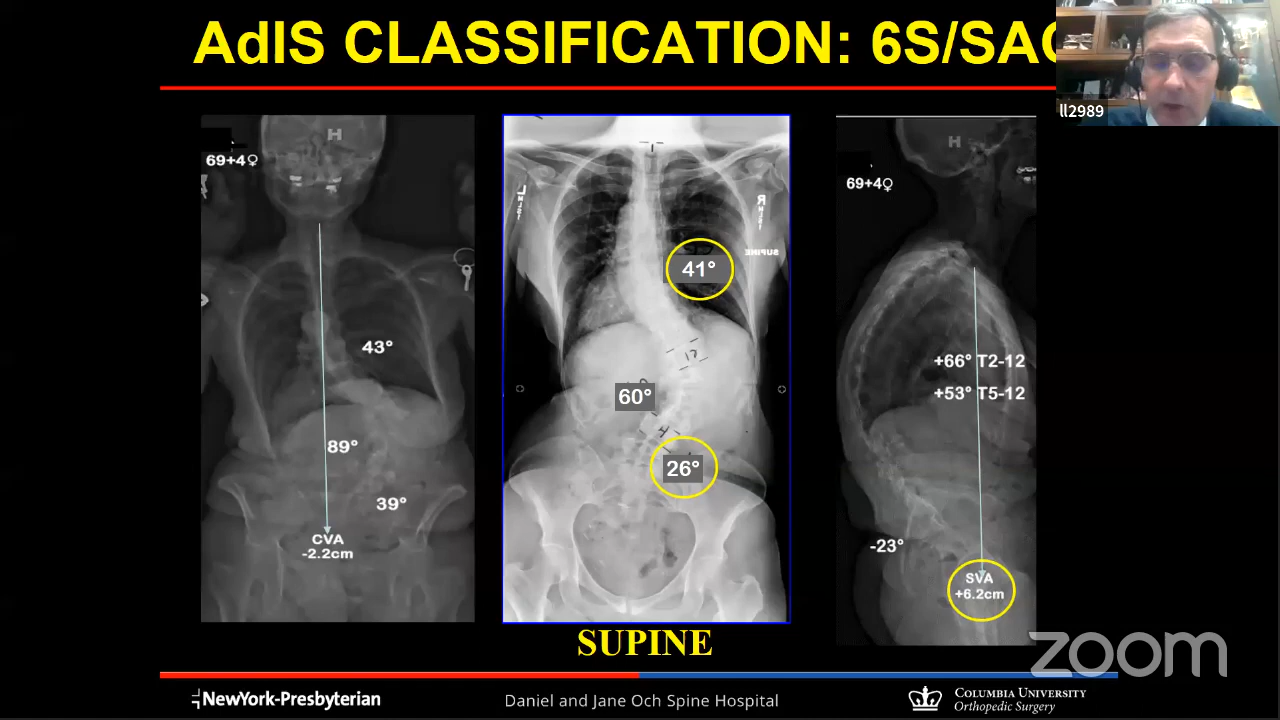 AdIS CLASSIFICATION: 6S/SAG
ll2989
H
69+4♀
43°
89°
39°
CVA
-2.2cm
L
R
SUPINE
41°
60°
26°
SUPINE
H
69+4♀
+66° T2-12
+53° T5-12
-23°
SVA
+6.2cm
zoom
NewYork-Presbyterian
Daniel and Jane Och Spine Hospital
COLUMBIA UNIVERSITY
Orthopedic Surgery